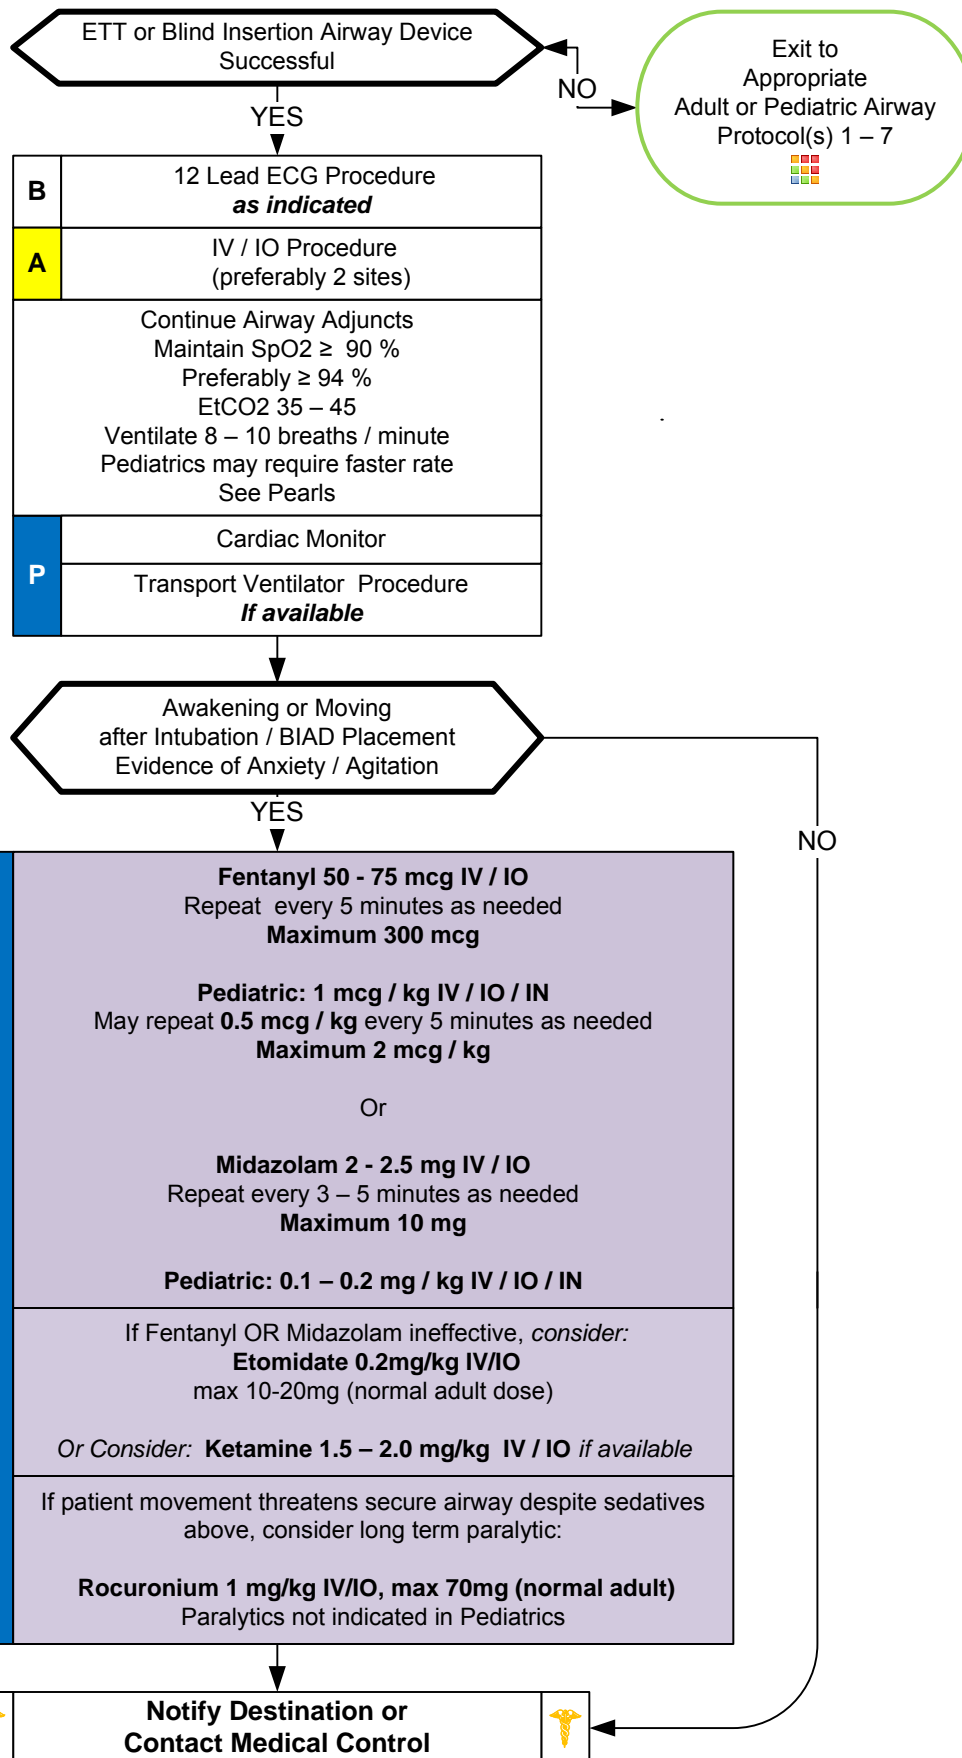 ETT or Blind Insertion Airway Device
Successful
NO
Exit to
Appropriate
Adult or Pediatric Airway
Protocol(s) 1 – 7
YES
B
12 Lead ECG Procedure
as indicated
A
IV / IO Procedure
(preferably 2 sites)
Continue Airway Adjuncts
Maintain SpO2 ≥ 90 %
Preferably ≥ 94 %
EtCO2 35 – 45
Ventilate 8 – 10 breaths / minute
Pediatrics may require faster rate
See Pearls
P
Cardiac Monitor
Transport Ventilator Procedure
If available
Awakening or Moving
after Intubation / BIAD Placement
Evidence of Anxiety / Agitation
YES
NO
Fentanyl 50 - 75 mcg IV / IO
Repeat every 5 minutes as needed
Maximum 300 mcg
Pediatric: 1 mcg / kg IV / IO / IN
May repeat 0.5 mcg / kg every 5 minutes as needed
Maximum 2 mcg / kg
Or
Midazolam 2 - 2.5 mg IV / IO
Repeat every 3 – 5 minutes as needed
Maximum 10 mg
Pediatric: 0.1 – 0.2 mg / kg IV / IO / IN
If Fentanyl OR Midazolam ineffective, consider:
Etomidate 0.2mg/kg IV/IO
max 10-20mg (normal adult dose)
Or Consider: Ketamine 1.5 – 2.0 mg/kg IV / IO if available
If patient movement threatens secure airway despite sedatives
above, consider long term paralytic:
Rocuronium 1 mg/kg IV/IO, max 70mg (normal adult)
Paralytics not indicated in Pediatrics
Notify Destination or
Contact Medical Control